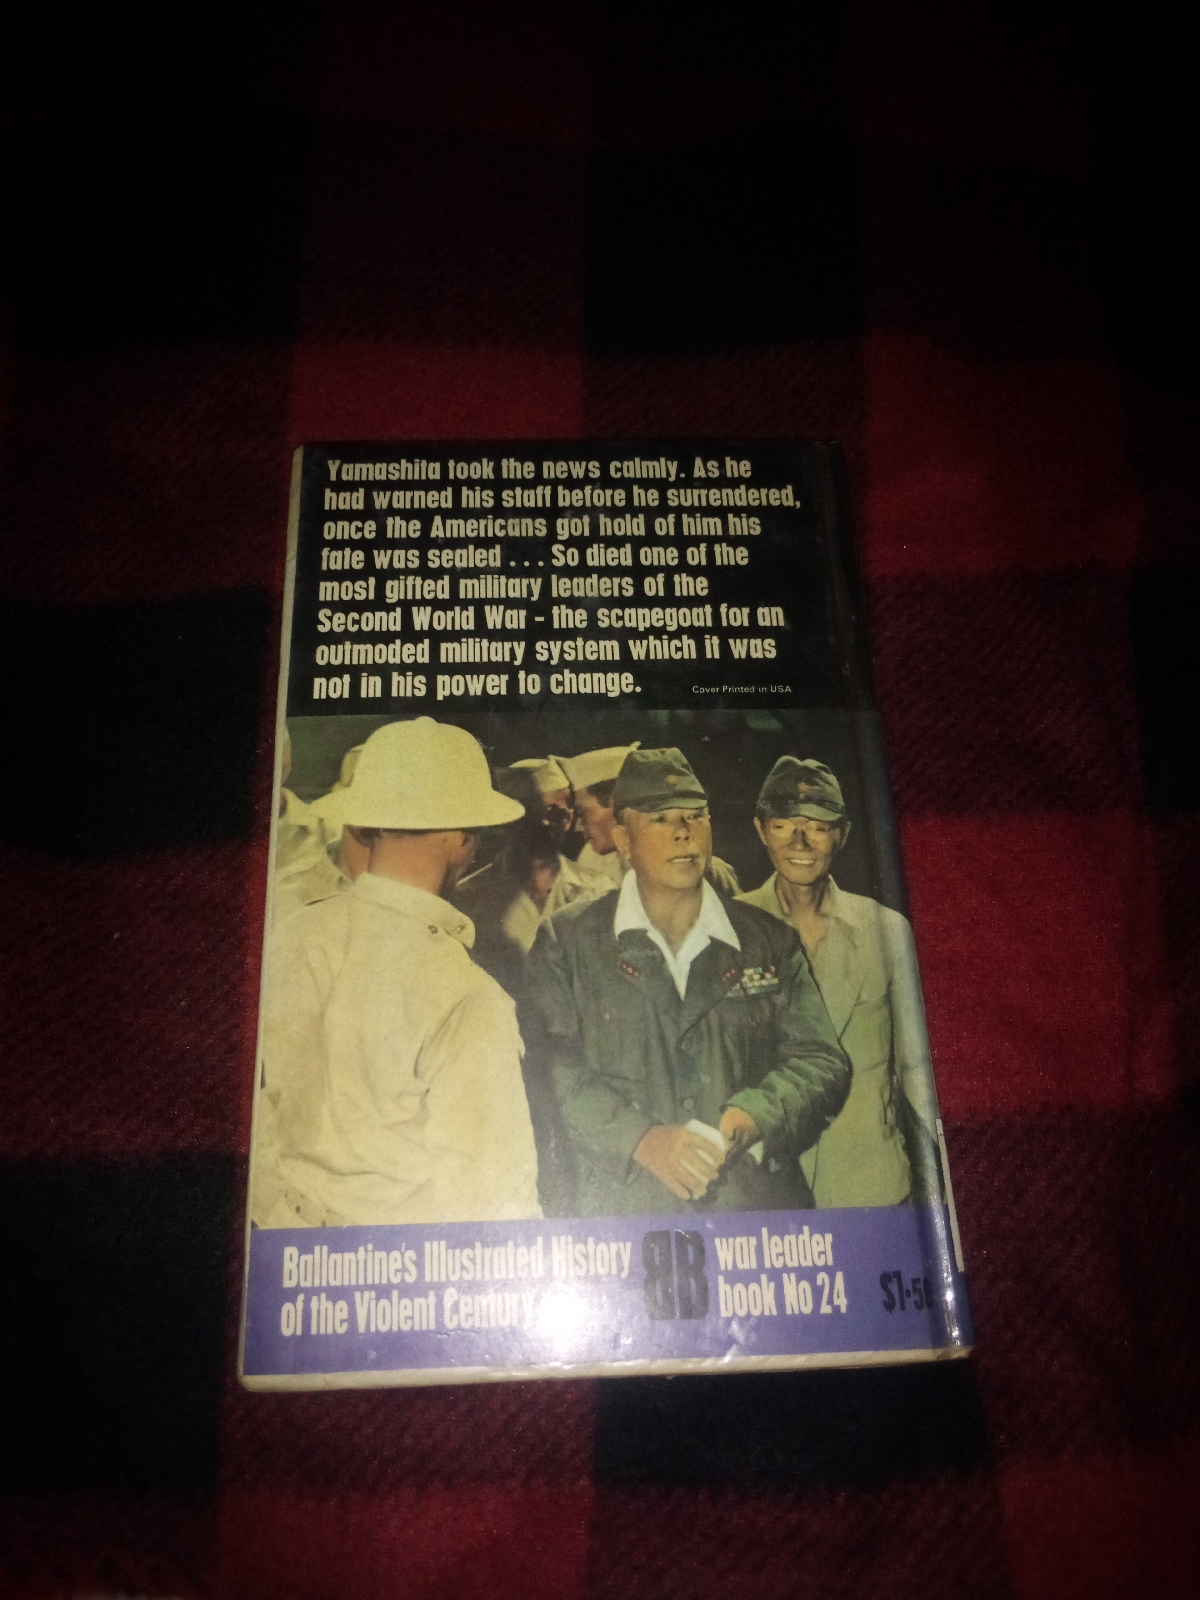 Yamashita took the news calmly. As he
had warned his staff before he surrendered,
once the Americans got hold of him his
fate was sealed . . . So died one of the
most gifted military leaders of the
Second World War - the scapegoat for an
outmoded military system which it was
not in his power to change.
Cover Printed in USA
Ballantine's Illustrated History
of the Violent Century
BB
war leader
book No 24
$1·50